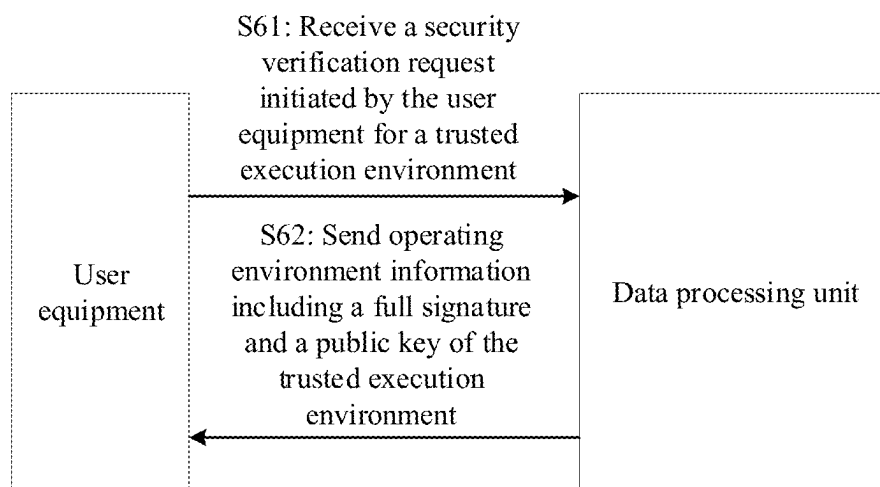 S61: Receive a security
verification request
initiated by the user
equipment for a trusted
execution environment
User
equipment
S62: Send operating
environment information
including a full signature
and a public key of the
trusted execution
environment
Data processing unit